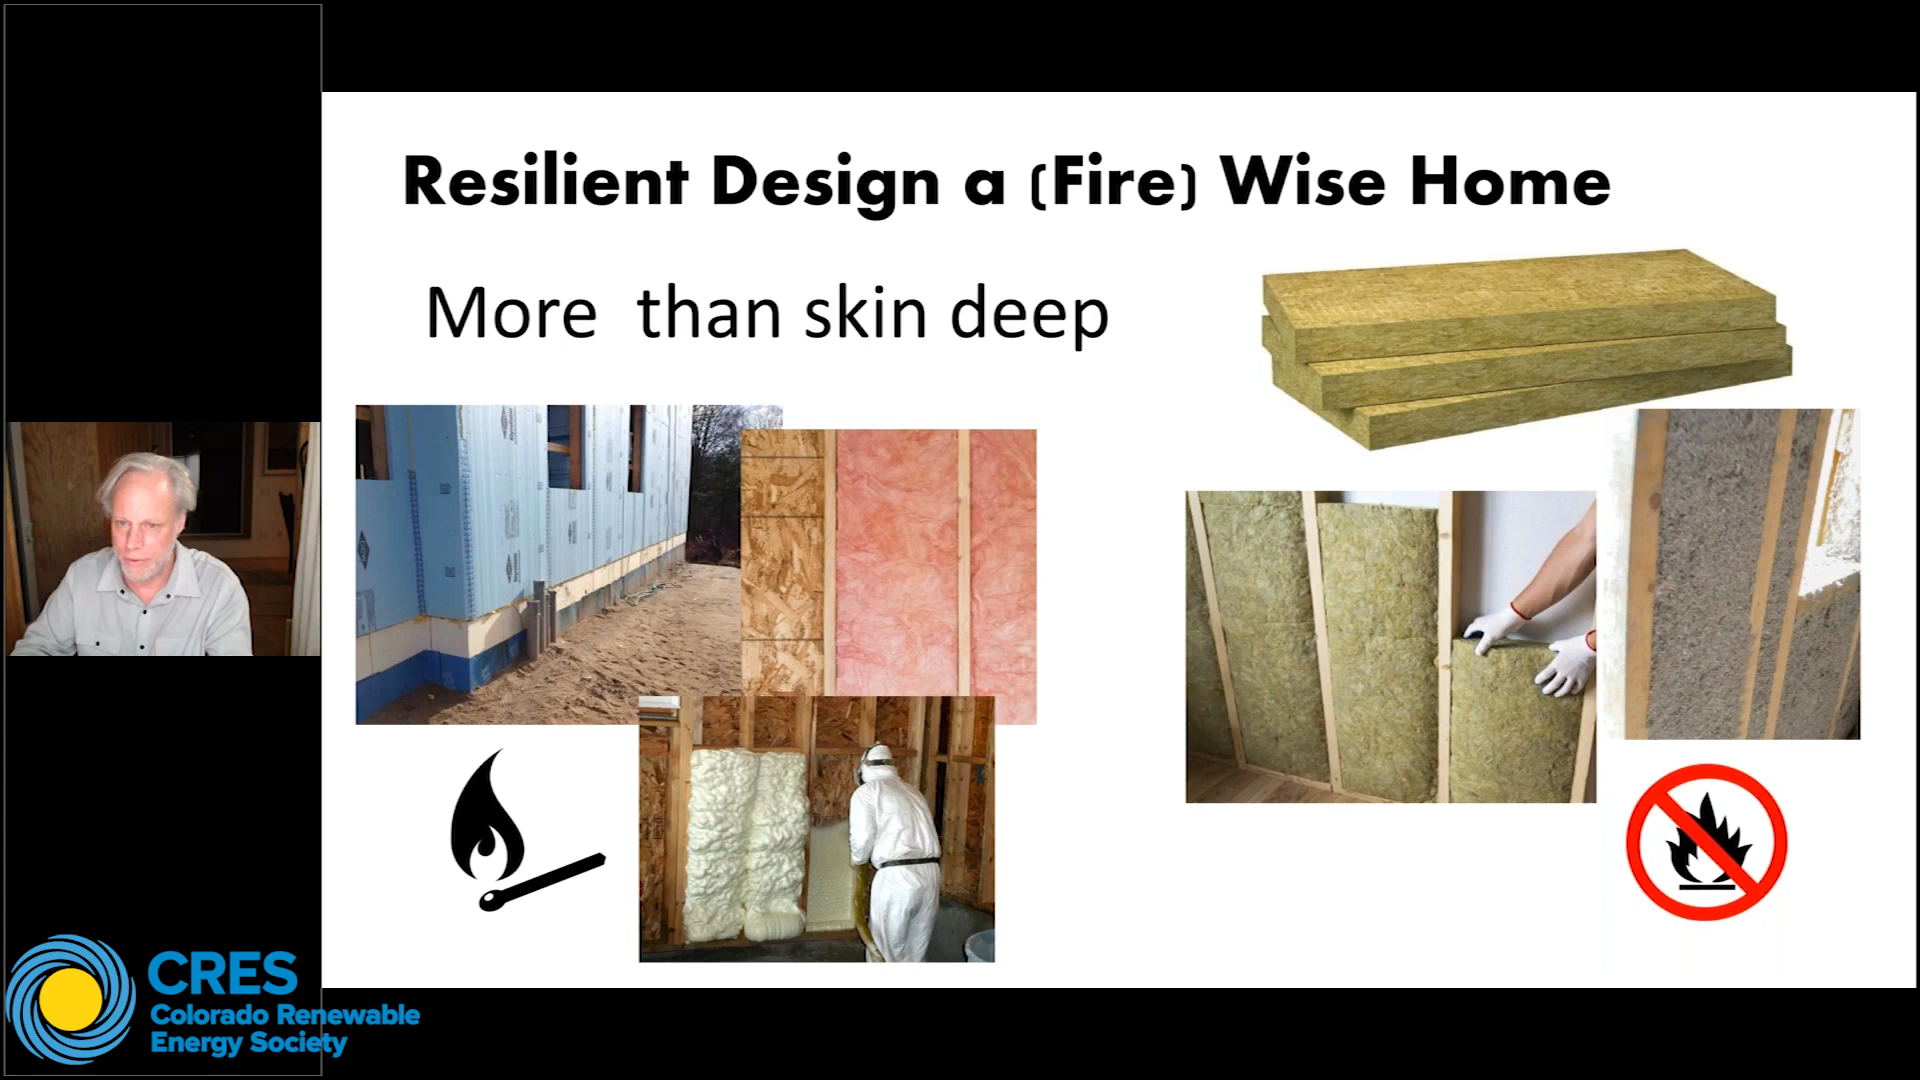 Resilient Design a (Fire) Wise Home
More than skin deep
CRES
Colorado Renewable
Energy Society